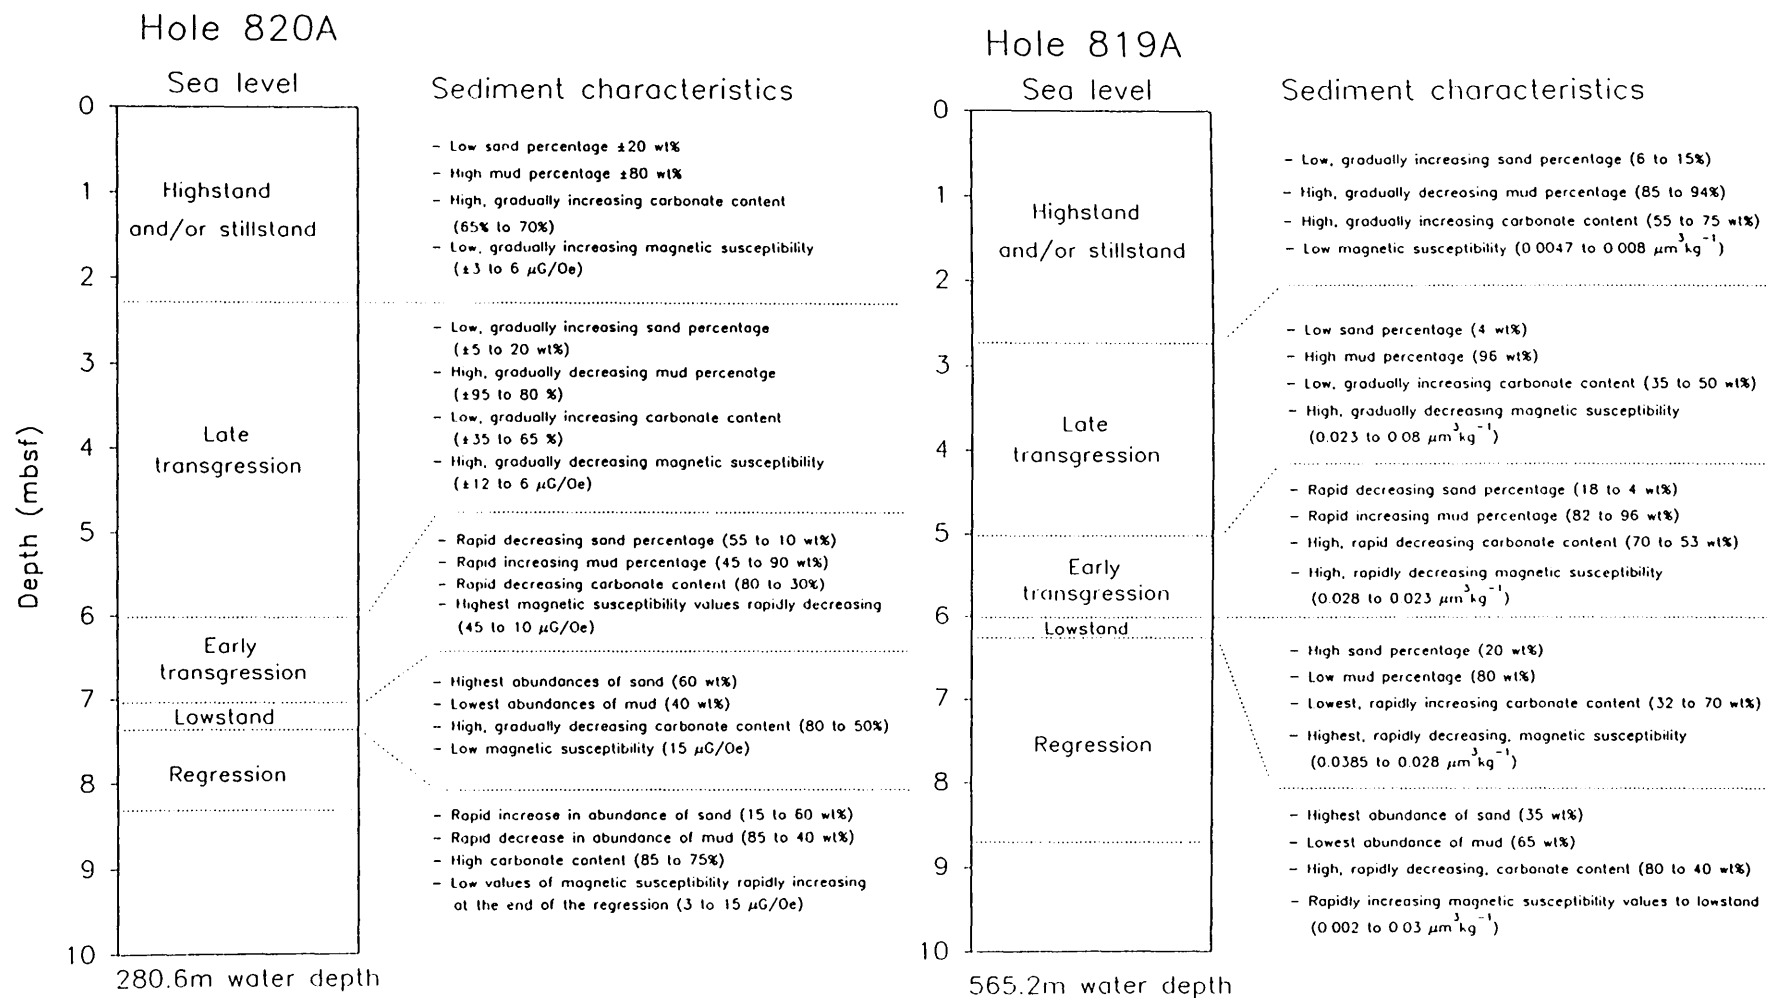 Hole 820A
Sea level
Sediment characteristics
Depth (mbsf)
0
1
2
3
4
5
6
7
8
9
10
Highstand
and/or stillstand
Late
transgression
Early
transgression
Lowstand
Regression
280.6m water depth
- Low sand percentage ±20 wt%
- High mud percentage ±80 wt%
- High, gradually increasing carbonate content
(65% to 70%)
- Low, gradually increasing magnetic susceptibility
(±3 to 6 μG/Oe)
- Low, gradually increasing sand percentage
(±5 to 20 wt%)
- High, gradually decreasing mud percenatge
(±95 to 80 %)
- Low, gradually increasing carbonate content
(±35 to 65 %)
- High, gradually decreasing magnetic susceptibility
(±12 to 6 μG/Oe)
- Rapid decreasing sand percentage (55 to 10 wt%)
- Rapid increasing mud percentage (45 to 90 wt%)
- Rapid decreasing carbonate content (80 to 30%)
- Highest magnetic susceptibility values rapidly decreasing
(45 to 10 μG/Oe)
- Highest abundances of sand (60 wt%)
- Lowest abundances of mud (40 wt%)
- High, gradually decreasing carbonate content (80 to 50%)
- Low magnetic susceptibility (15 μG/Oe)
- Rapid increase in abundance of sand (15 to 60 wt%)
- Rapid decrease in abundance of mud (85 to 40 wt%)
- High carbonate content (85 to 75%)
- Low values of magnetic susceptibility rapidly increasing
at the end of the regression (3 to 15 μG/Oe)
Hole 819A
Sea level
Sediment characteristics
0
1
2
3
4
5
6
7
8
9
10
Highstand
and/or stillstand
Late
transgression
Early
transgression
Lowstand
Regression
565.2m water depth
- Low, gradually increasing sand percentage (6 to 15%)
- High, gradually decreasing mud percentage (85 to 94%)
- High, gradually increasing carbonate content (55 to 75 wt%)
- Low magnetic susceptibility (0 0047 to 0 008 μm³kg⁻¹)
- Low sand percentage (4 wt%)
- High mud percentage (96 wt%)
- Low, gradually increasing carbonate content (35 to 50 wt%)
- High, gradually decreasing magnetic susceptibility
(0.023 to 0 08 μm³kg⁻¹)
- Rapid decreasing sand percentage (18 to 4 wt%)
- Rapid increasing mud percentage (82 to 96 wt%)
- High, rapid decreasing carbonate content (70 to 53 wt%)
- High, rapidly decreasing magnetic susceptibility
(0.028 to 0 023 μm³kg⁻¹)
- High sand percentage (20 wt%)
- Low mud percentage (80 wt%)
- Lowest, rapidly increasing carbonate content (32 to 70 wt%)
- Highest, rapidly decreasing, magnetic susceptibility
(0.0385 to 0.028 μm³kg⁻¹)
- Highest abundance of sand (35 wt%)
- Lowest abundance of mud (65 wt%)
- High, rapidly decreasing, carbonate content (80 to 40 wt%)
- Rapidly increasing magnetic susceptibility values to lowstand
(0 002 to 0 03 μm³kg⁻¹)